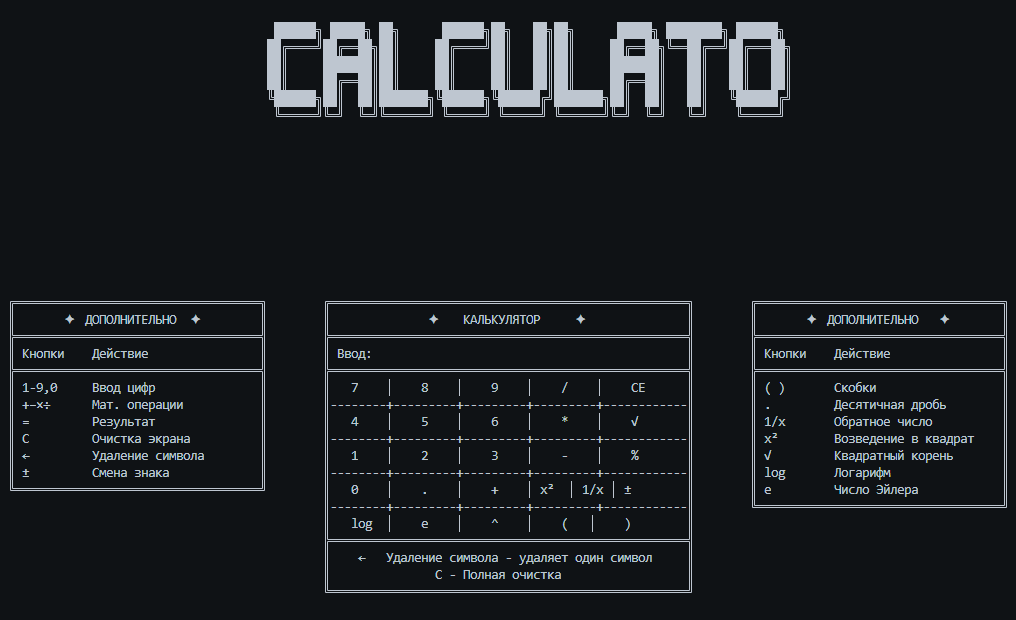 CALCULATO
✦ ДОПОЛНИТЕЛЬНО ✦
Кнопки Действие
1-9,0 Ввод цифр
+-×÷ Мат. операции
= Результат
C Очистка экрана
← Удаление символа
± Смена знака
✦ КАЛЬКУЛЯТОР ✦
Ввод:
7 | 8 | 9 | / | CE
4 | 5 | 6 | * | √
1 | 2 | 3 | - | %
0 | . | + | x² | 1/x | ±
log | e | ^ | ( | )
← Удаление символа - удаляет один символ
C - Полная очистка
✦ ДОПОЛНИТЕЛЬНО ✦
Кнопки Действие
( ) Скобки
. Десятичная дробь
1/x Обратное число
x² Возведение в квадрат
√ Квадратный корень
log Логарифм
e Число Эйлера